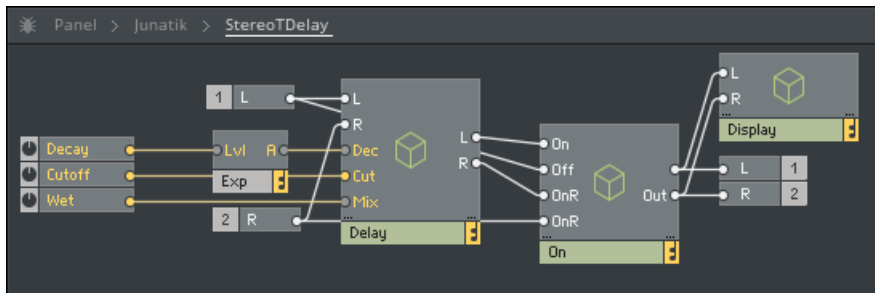 Panel > Junatik > StereoTDelay
1 L
Decay
Cutoff
Wet
Lvl A
Exp
2 R
L
R
Dec
Cut
Mix
L
R
...
...
Delay
On
Off
OnR
OnR
Out
...
...
On
L
R
...
...
Display
L 1
R 2